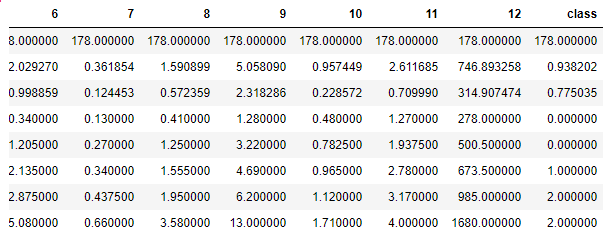 6 7 8 9 10 11 12 class
8.000000 178.000000 178.000000 178.000000 178.000000 178.000000 178.000000 178.000000
2.029270 0.361854 1.590899 5.058090 0.957449 2.611685 746.893258 0.938202
0.998859 0.124453 0.572359 2.318286 0.228572 0.709990 314.907474 0.775035
0.340000 0.130000 0.410000 1.280000 0.480000 1.270000 278.000000 0.000000
1.205000 0.270000 1.250000 3.220000 0.782500 1.937500 500.500000 0.000000
2.135000 0.340000 1.555000 4.690000 0.965000 2.780000 673.500000 1.000000
2.875000 0.437500 1.950000 6.200000 1.120000 3.170000 985.000000 2.000000
5.080000 0.660000 3.580000 13.000000 1.710000 4.000000 1680.000000 2.000000